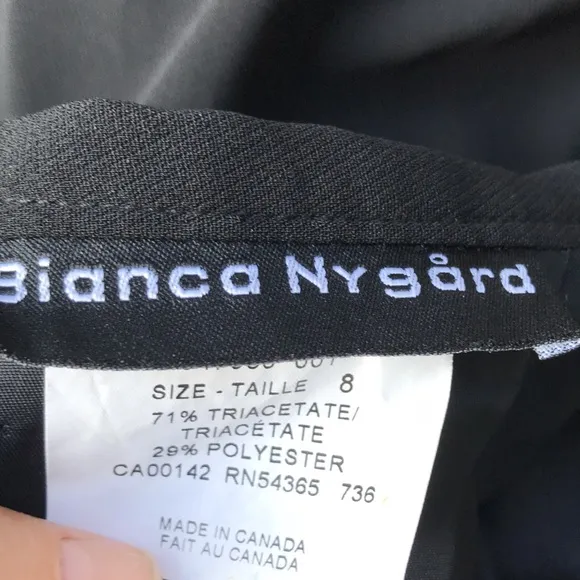 Bianca Nygård
SIZE - TAILLE 8
71% TRIACETATE/
TRIACÉTATE
29% POLYESTER
CA00142 RN54365 736
MADE IN CANADA
FAIT AU CANADA